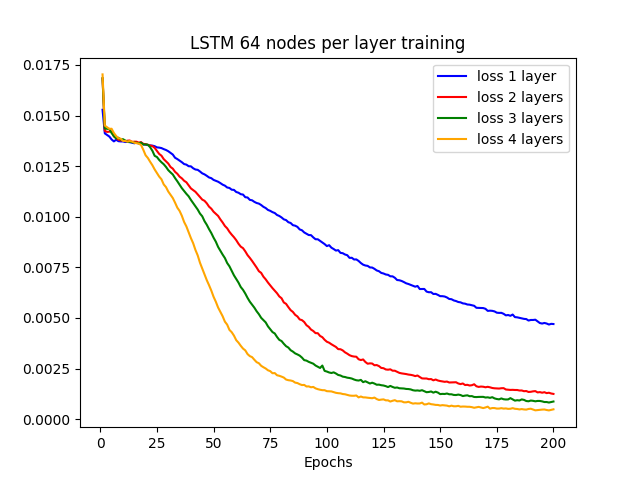 LSTM 64 nodes per layer training
loss 1 layer
loss 2 layers
loss 3 layers
loss 4 layers
0.0175
0.0150
0.0125
0.0100
0.0075
0.0050
0.0025
0.0000
0 25 50 75 100 125 150 175 200
Epochs